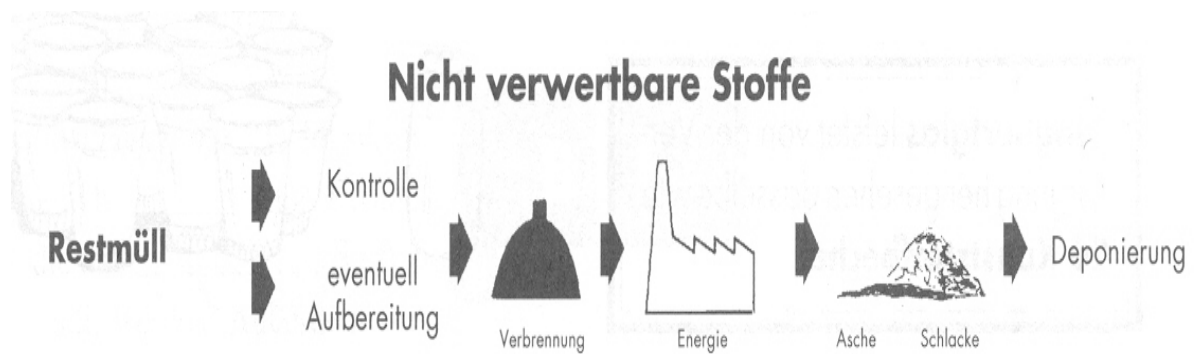 Nicht verwertbare Stoffe
Restmüll
Kontrolle
eventuell
Aufbereitung
Verbrennung
Energie
Asche
Schlacke
Deponierung